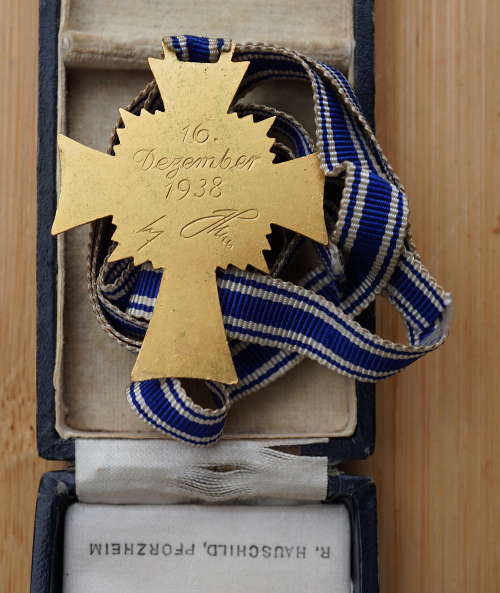 16.
Dezember
1938
R. HAUSCHILD, PFORZHEIM